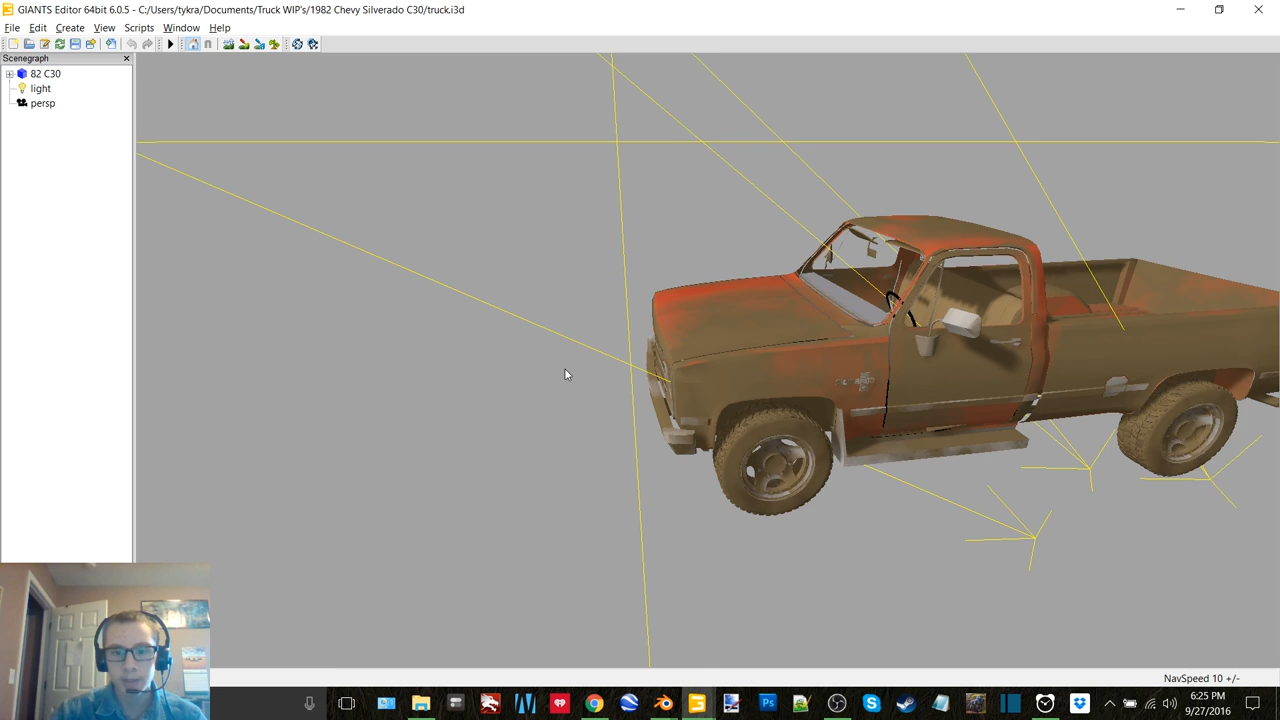 GIANTS Editor 64bit 6.0.5 - C:/Users/tykra/Documents/Truck WIP's/1982 Chevy Silverado C30/truck.i3d
File Edit Create View Scripts Window Help
Scenegraph
82 C30
light
persp
NavSpeed 10 +/-
6:25 PM
9/27/2016